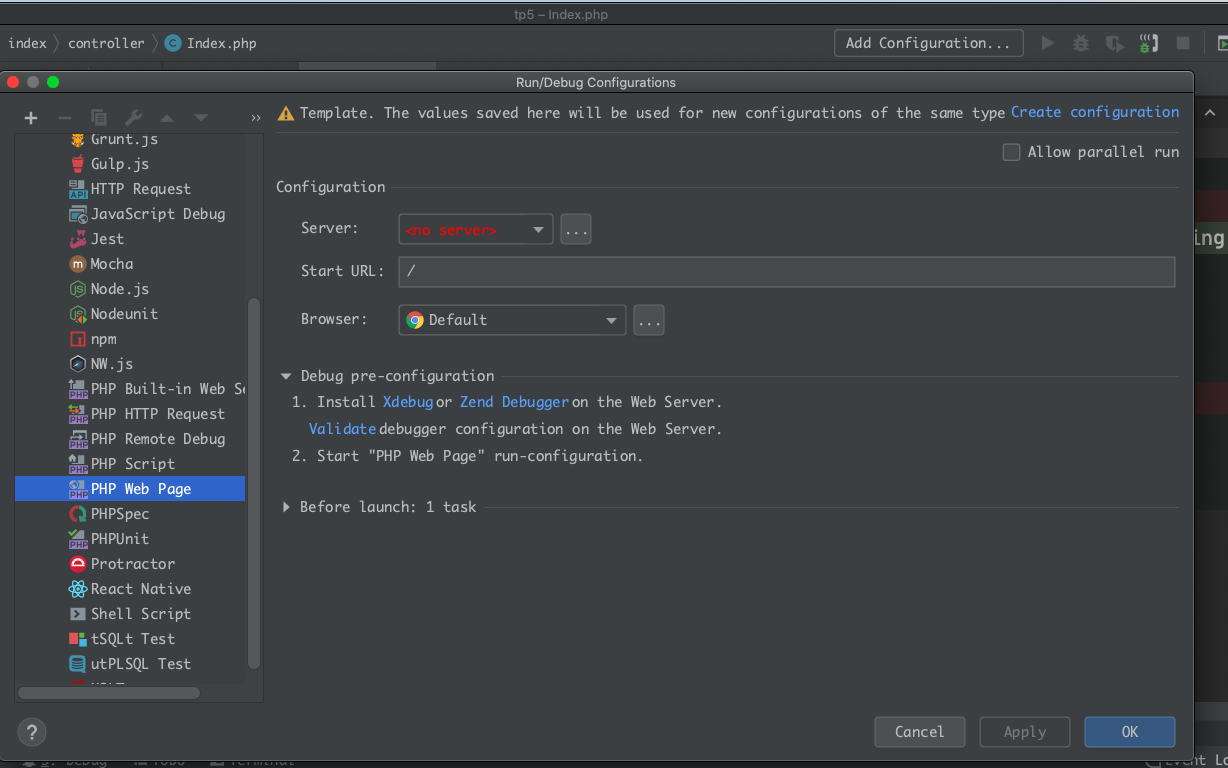 tp5 – Index.php
index controller C Index.php Add Configuration...
Run/Debug Configurations
Template. The values saved here will be used for new configurations of the same type Create configuration
Allow parallel run
Grunt.js
Gulp.js
HTTP Request
JavaScript Debug
Jest
Mocha
Node.js
Nodeunit
npm
NW.js
PHP Built-in Web Se
PHP HTTP Request
PHP Remote Debug
PHP Script
PHP Web Page
PHPSpec
PHPUnit
Protractor
React Native
Shell Script
tSQLt Test
utPLSQL Test
Configuration
Server: <no server> ...
Start URL: /
Browser: Default ...
Debug pre-configuration
1. Install Xdebug or Zend Debugger on the Web Server.
Validate debugger configuration on the Web Server.
2. Start "PHP Web Page" run-configuration.
Before launch: 1 task
ing
? Cancel Apply OK
Event Lo